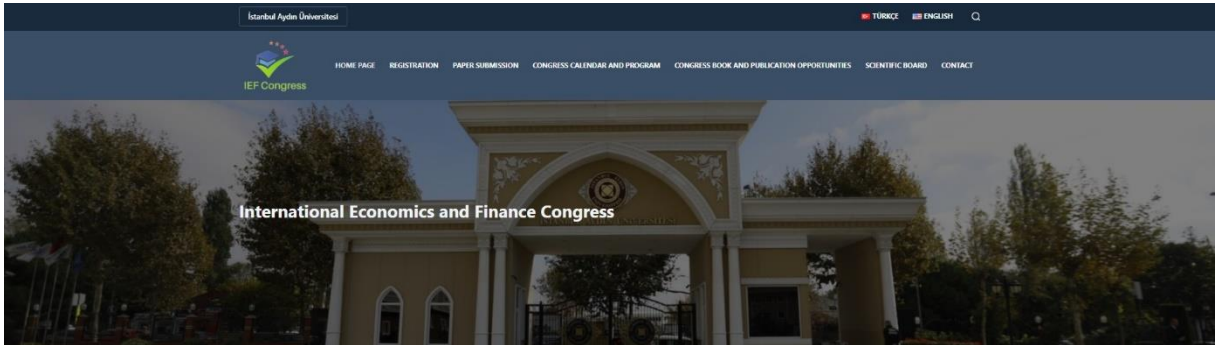 İstanbul Aydın Üniversitesi
TÜRKÇE
ENGLISH
IEF Congress
HOME PAGE
REGISTRATION
PAPER SUBMISSION
CONGRESS CALENDAR AND PROGRAM
CONGRESS BOOK AND PUBLICATION OPPORTUNITIES
SCIENTIFIC BOARD
CONTACT
International Economics and Finance Congress